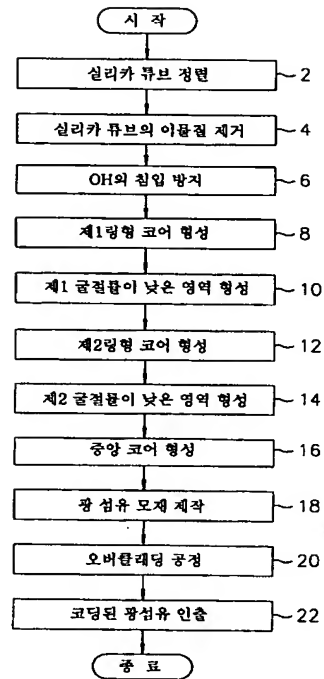 시 작
실리카 튜브 정련 2
실리카 튜브의 이물질 제거 4
OH의 침입 방지 6
제1링형 코어 형성 8
제1 굴절률이 낮은 영역 형성 10
제2링형 코어 형성 12
제2 굴절률이 낮은 영역 형성 14
중앙 코어 형성 16
광 섬유 모재 제작 18
오버클래딩 공정 20
코딩된 광섬유 인출 22
종 료